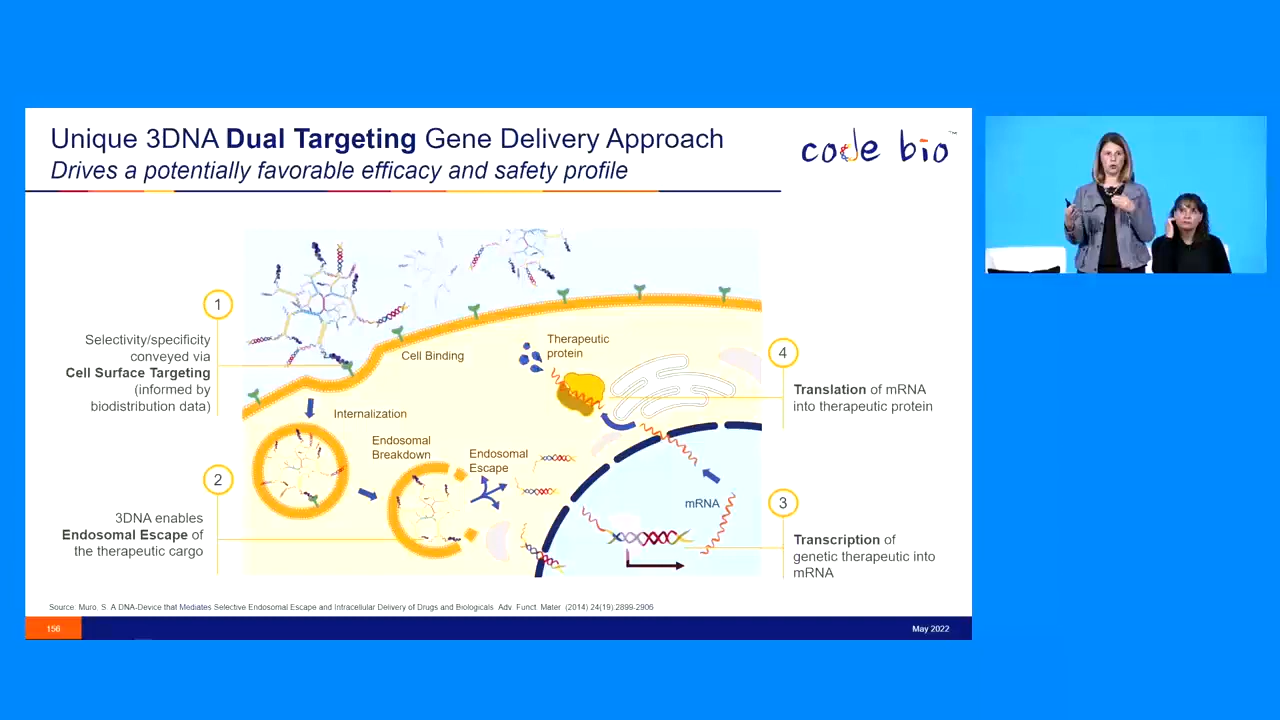 Unique 3DNA Dual Targeting Gene Delivery Approach
Drives a potentially favorable efficacy and safety profile
code bio™
1
Selectivity/specificity
conveyed via
Cell Surface Targeting
(informed by
biodistribution data)
2
3DNA enables
Endosomal Escape of
the therapeutic cargo
Cell Binding
Internalization
Endosomal
Breakdown
Endosomal
Escape
Therapeutic
protein
mRNA
4
Translation of mRNA
into therapeutic protein
3
Transcription of
genetic therapeutic into
mRNA
Source: Muro, S. A DNA-Device that Mediates Selective Endosomal Escape and Intracellular Delivery of Drugs and Biologicals. Adv. Funct. Mater. (2014) 24(19):2899-2906
156
May 2022